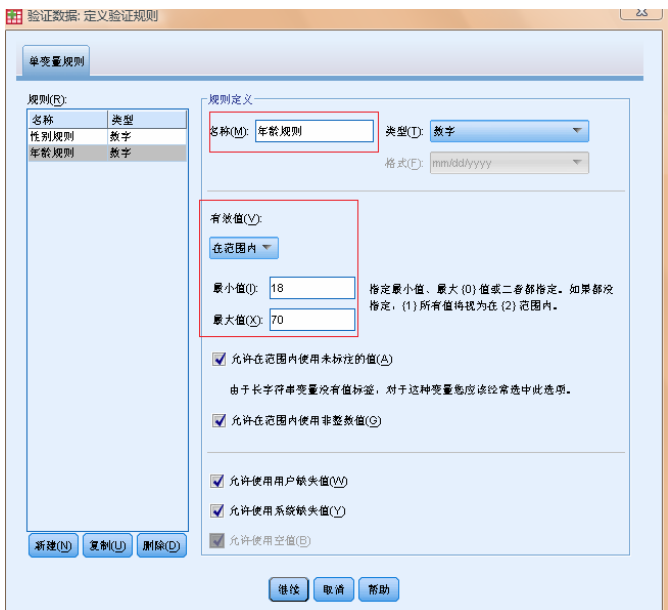 验证数据: 定义验证规则
单变量规则
规则(R):
名称 类型
性别规则 数字
年龄规则 数字
新建(N) 复制(U) 删除(D)
规则定义
名称(M): 年龄规则 类型(T): 数字
格式(F): mm/dd/yyyy
有效值(V):
在范围内
最小值(I): 18
最大值(X): 70
指定最小值、最大 {0} 值或二者都指定。如果都没
指定，{1} 所有值将视为在 {2} 范围内。
允许在范围内使用未标注的值(A)
由于长字符串变量没有值标签，对于这种变量您应该经常选中此选项。
允许在范围内使用非整数值(G)
允许使用用户缺失值(W)
允许使用系统缺失值(Y)
允许使用空值(B)
继续 取消 帮助